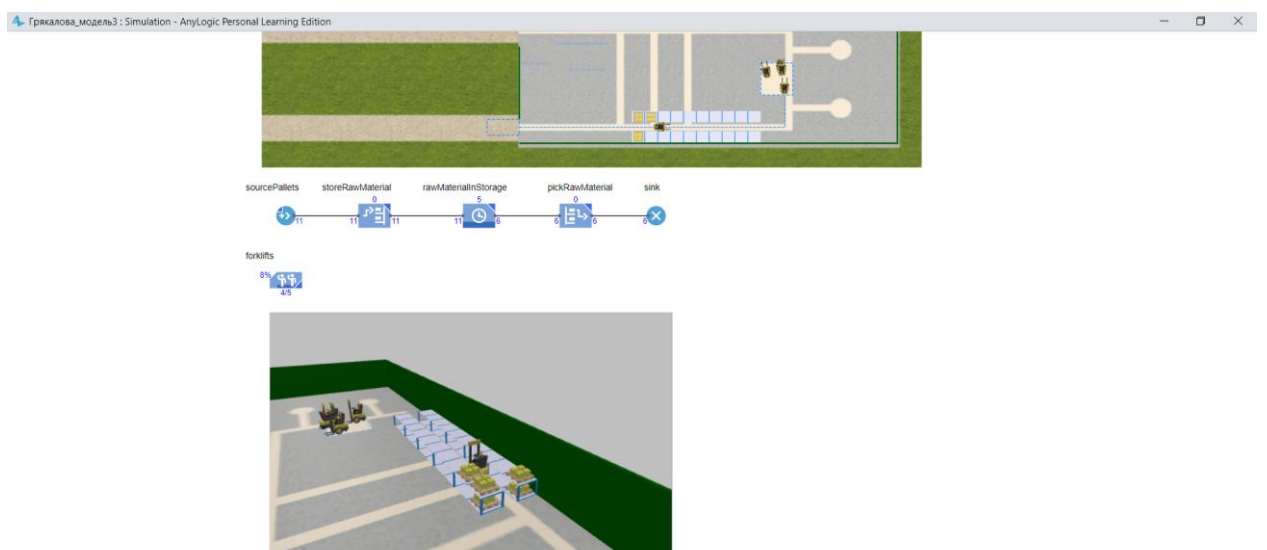 Грякалова_модель3 : Simulation - AnyLogic Personal Learning Edition
sourcePallets storeRawMaterial rawMaterialInStorage pickRawMaterial sink
0 5 0
11 11 11 11 6 6 6 6
forklifts
8%
4/5